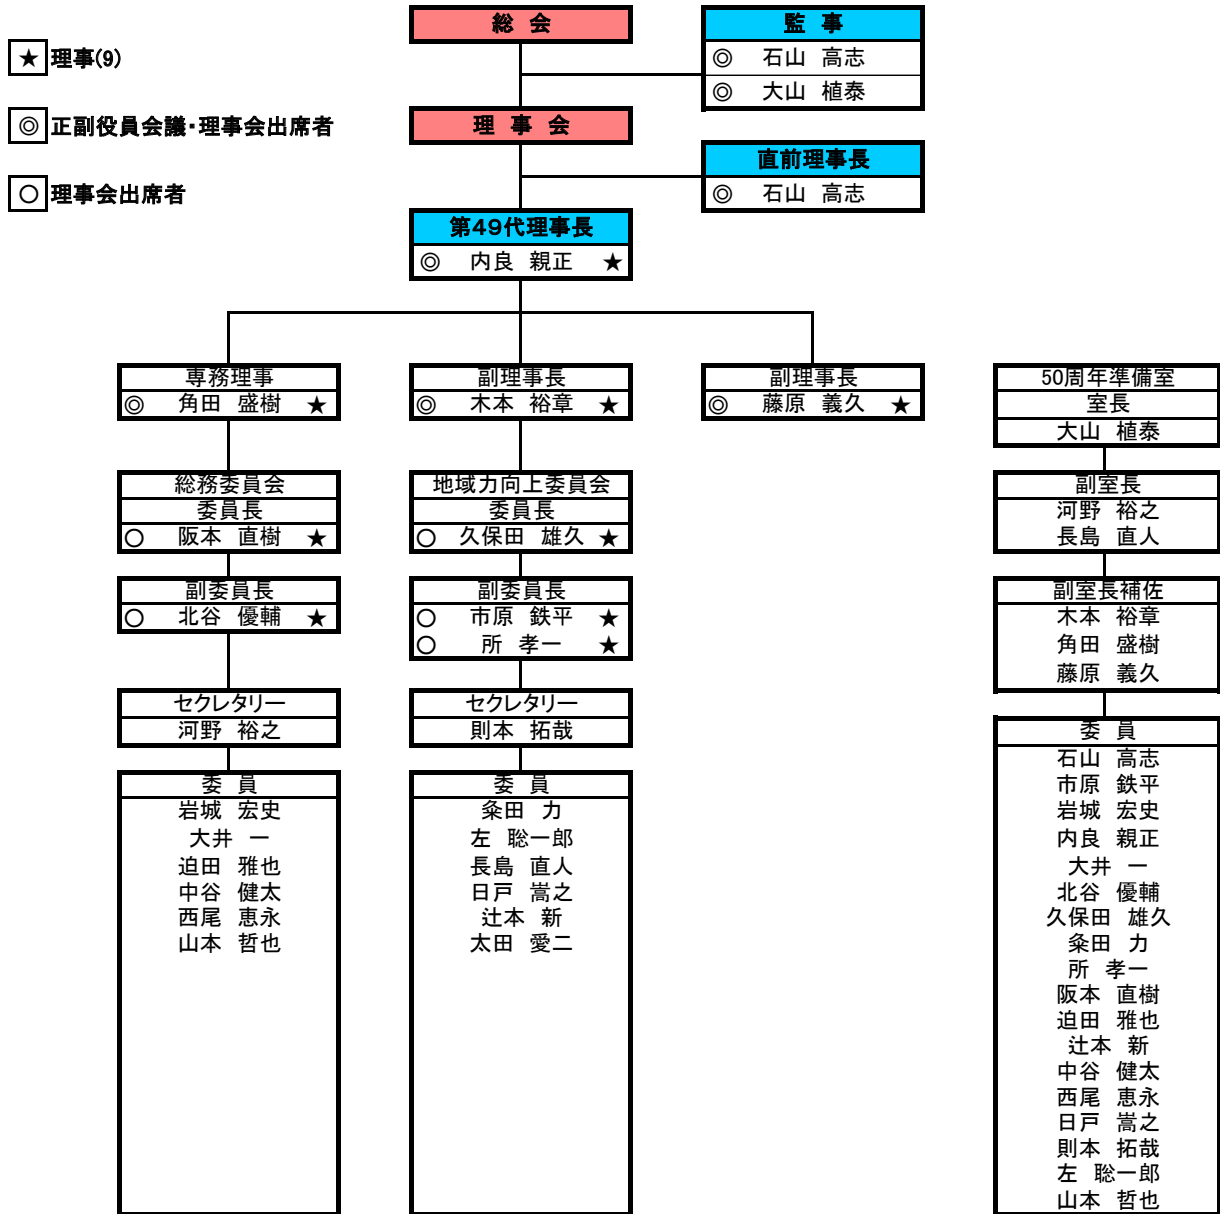 総 会
監 事
◎ 石山 高志
◎ 大山 植泰
★ 理事(9)
◎ 正副役員会議・理事会出席者
○ 理事会出席者
理 事 会
直前理事長
◎ 石山 高志
第49代理事長
◎ 内良 親正 ★
専務理事
◎ 角田 盛樹 ★
総務委員会
委員長
○ 阪本 直樹 ★
副委員長
○ 北谷 優輔 ★
セクレタリー
河野 裕之
委 員
岩城 宏史
大井 一
迫田 雅也
中谷 健太
西尾 恵永
山本 哲也
副理事長
◎ 木本 裕章 ★
地域力向上委員会
委員長
○ 久保田 雄久 ★
副委員長
○ 市原 鉄平 ★
○ 所 孝一 ★
セクレタリー
則本 拓哉
委 員
粂田 力
左 聡一郎
長島 直人
日戸 嵩之
辻本 新
太田 愛二
副理事長
◎ 藤原 義久 ★
50周年準備室
室長
大山 植泰
副室長
河野 裕之
長島 直人
副室長補佐
木本 裕章
角田 盛樹
藤原 義久
委 員
石山 高志
市原 鉄平
岩城 宏史
内良 親正
大井 一
北谷 優輔
久保田 雄久
粂田 力
所 孝一
阪本 直樹
迫田 雅也
辻本 新
中谷 健太
西尾 恵永
日戸 嵩之
則本 拓哉
左 聡一郎
山本 哲也